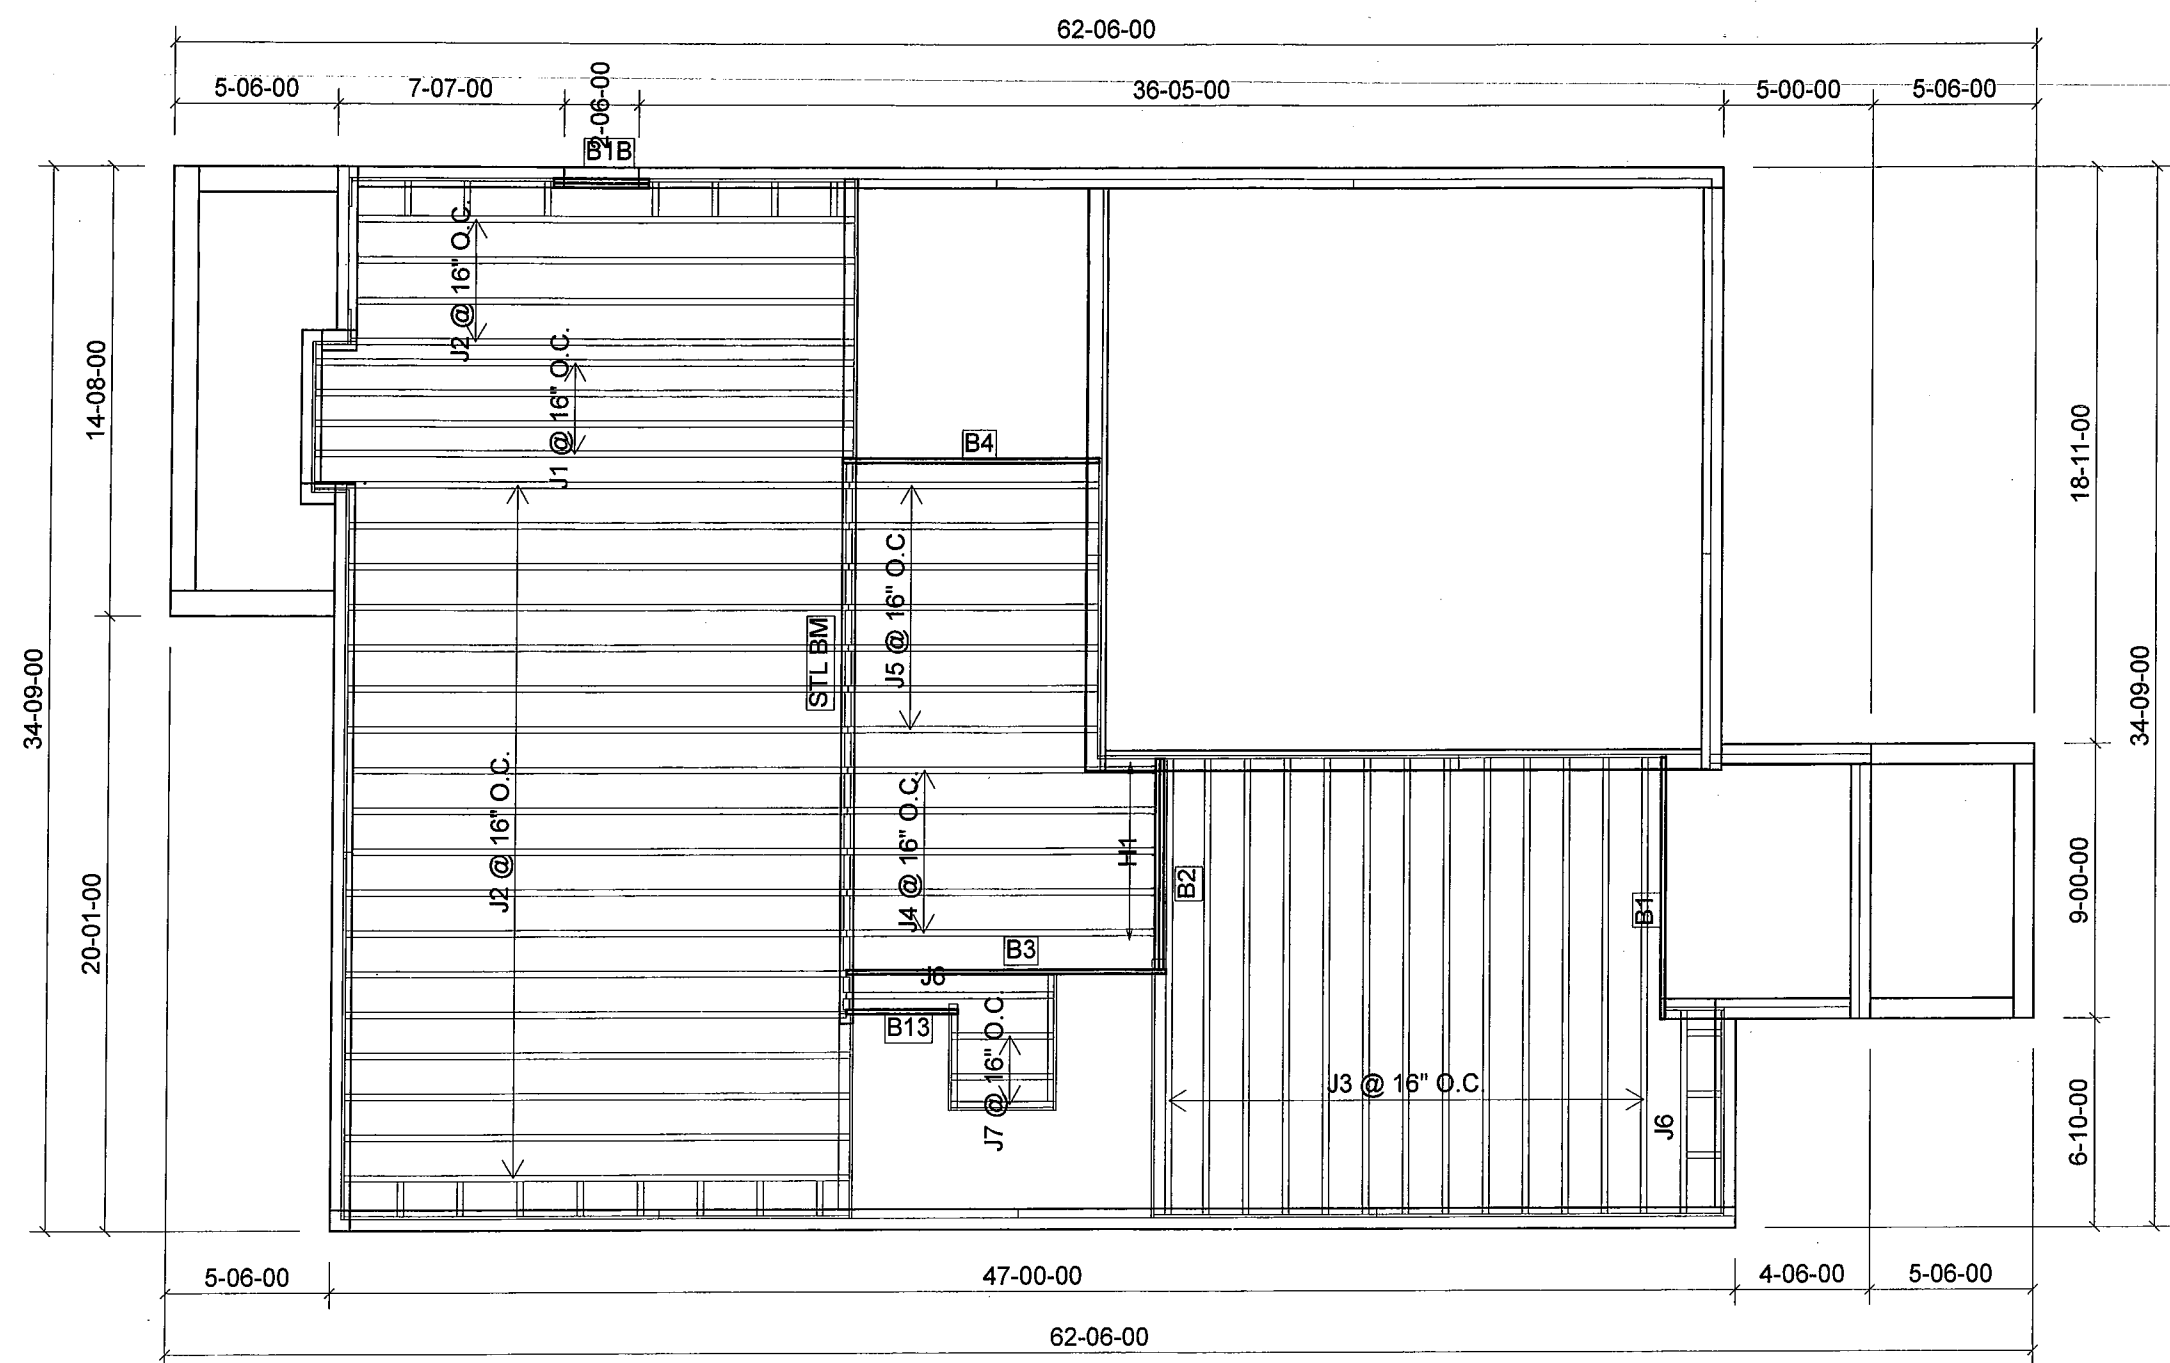 62-06-00
5-06-00
7-07-00
2-06-00
36-05-00
5-00-00
5-06-00
B1B
J2 @ 16" O.C.
J1 @ 16" O.C.
14-08-00
18-11-00
B4
34-09-00
STL BM
J5 @ 16" O.C.
34-09-00
J2 @ 16" O.C.
J4 @ 16" O.C.
H1
B2
B1
9-00-00
20-01-00
B3
J6
B13
J7 @ 16" O.C.
J3 @ 16" O.C.
J6
6-10-00
5-06-00
47-00-00
4-06-00
5-06-00
62-06-00